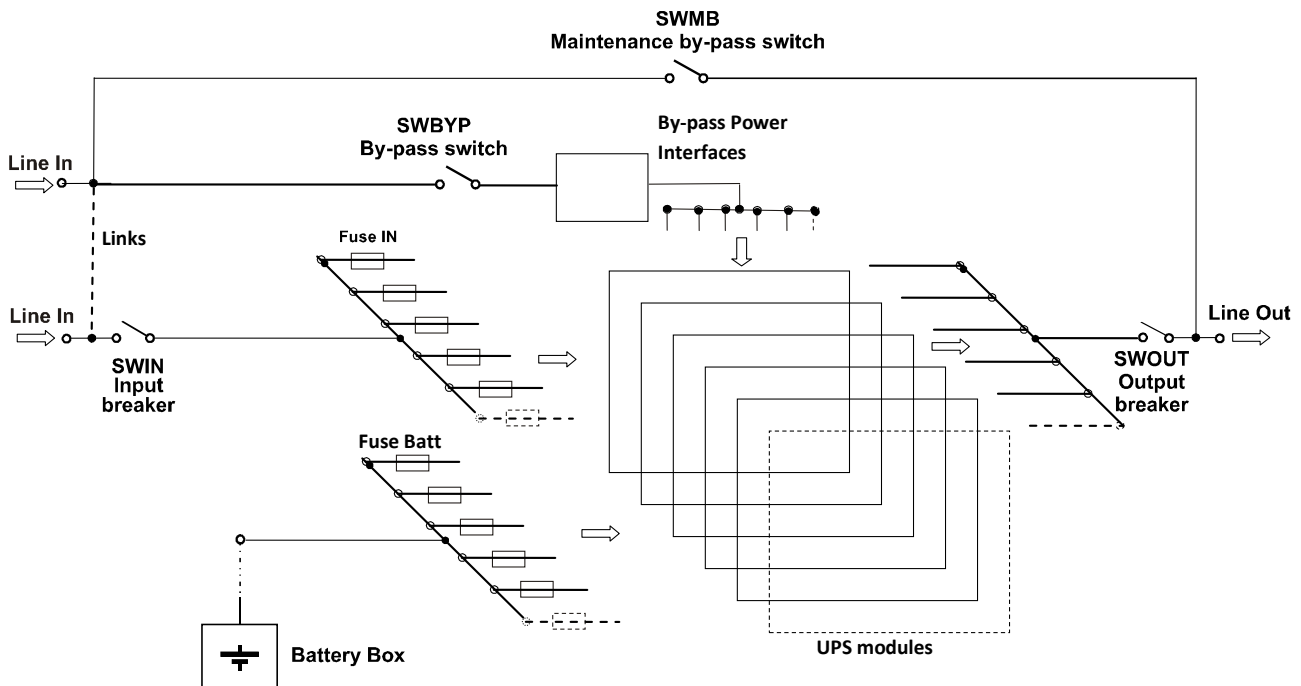 SWMB
Maintenance by-pass switch
SWBYP
By-pass switch
By-pass Power
Interfaces
Line In
Links
Fuse IN
Line In
SWIN
Input
breaker
Line Out
SWOUT
Output
breaker
Fuse Batt
UPS modules
Battery Box